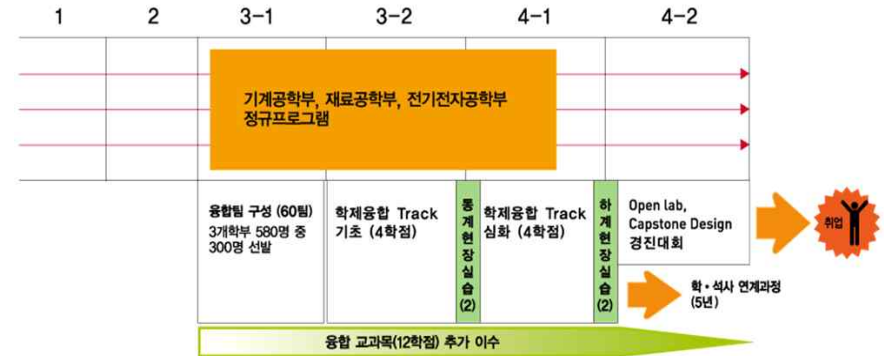 1 2 3-1 3-2 4-1 4-2
기계공학부, 재료공학부, 전기전자공학부
정규프로그램
융합팀 구성 (60팀)
3개학부 580명 중
300명 선발
학제융합 Track
기초 (4학점)
통계현장실습(2)
학제융합 Track
심화 (4학점)
하계현장실습(2)
Open lab,
Capstone Design
경진대회
취업
학·석사 연계과정
(5년)
융합 교과목(12학점) 추가 이수